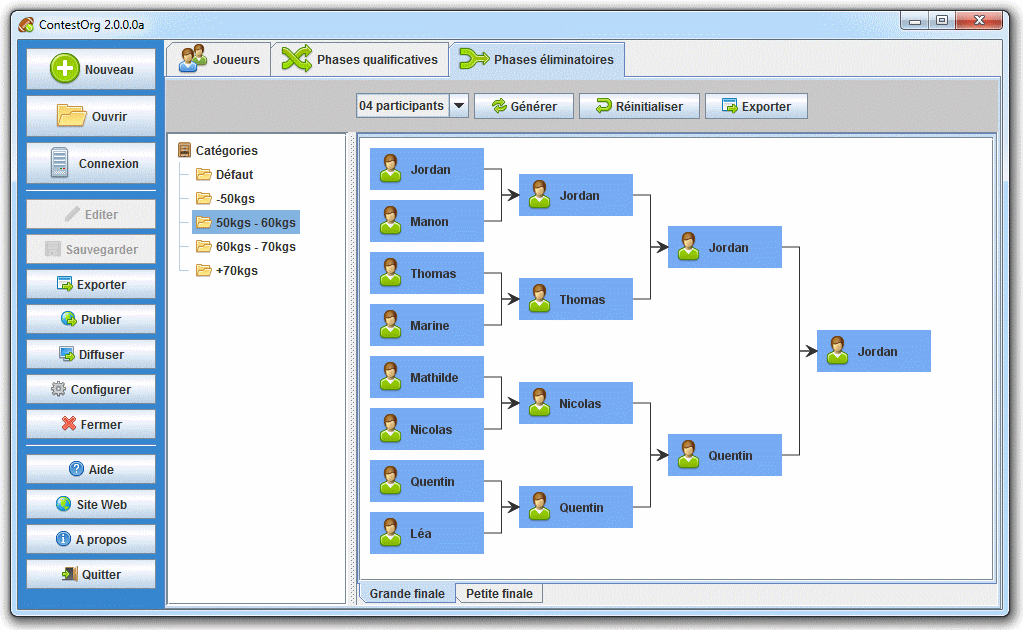 ContestOrg 2.0.0.0a
Nouveau
Ouvrir
Connexion
Editer
Sauvegarder
Exporter
Publier
Diffuser
Configurer
Fermer
Aide
Site Web
A propos
Quitter
Joueurs
Phases qualificatives
Phases éliminatoires
04 participants
Générer
Réinitialiser
Exporter
Catégories
Défaut
-50kgs
50kgs - 60kgs
60kgs - 70kgs
+70kgs
Jordan
Manon
Thomas
Marine
Mathilde
Nicolas
Quentin
Léa
Jordan
Thomas
Nicolas
Quentin
Jordan
Quentin
Jordan
Grande finale
Petite finale